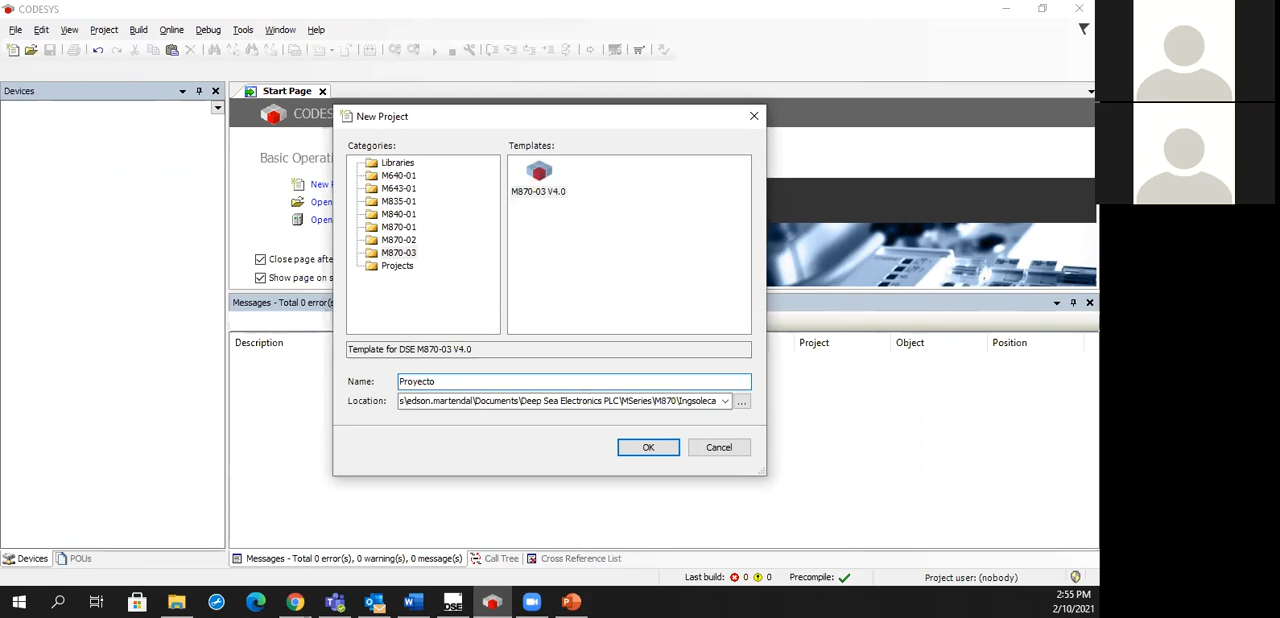 CODESYS
File Edit View Project Build Online Debug Tools Window Help
Devices
Start Page
CODES
Basic Operati
New P
Open
Open
Close page afte
Show page on s
New Project
Categories:
Templates:
Libraries
M640-01
M643-01
M835-01
M840-01
M870-01
M870-02
M870-03
Projects
M870-03 V4.0
Template for DSE M870-03 V4.0
Name: Proyecto
Location: s\edson.martendal\Documents\Deep Sea Electronics PLC\MSeries\M870\Ingsoleca
...
OK Cancel
Messages - Total 0 error(s
Description Project Object Position
Devices POUs
Messages - Total 0 error(s), 0 warning(s), 0 message(s) Call Tree Cross Reference List
Last build: 0 0 Precompile: Project user: (nobody)
DSE
2:55 PM
2/10/2021